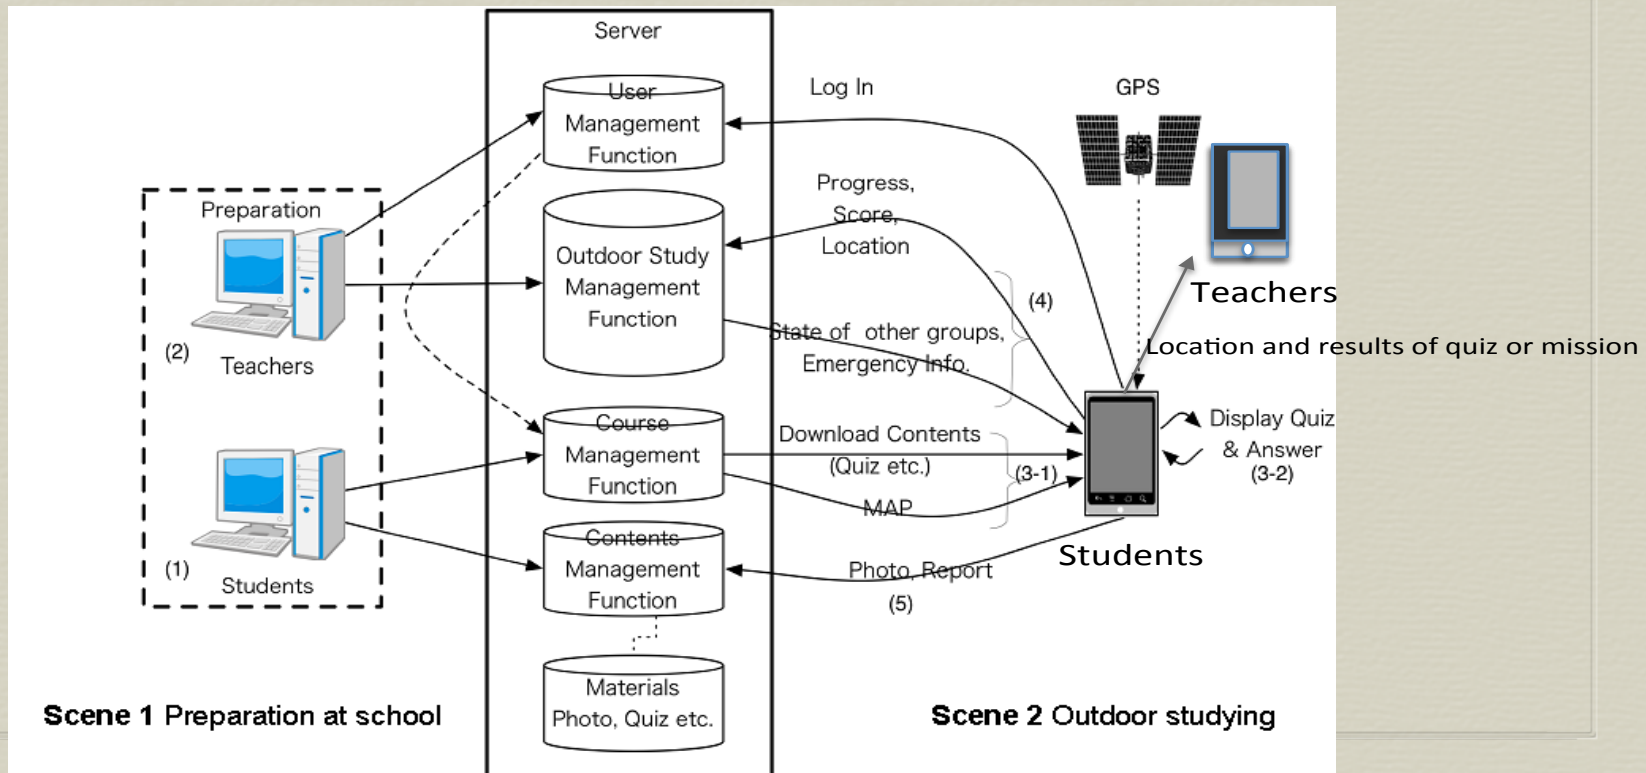 Server
User
Management
Function
Log In
GPS
Preparation
Progress,
Score,
Location
Outdoor Study
Management
Function
(4)
Teachers
State of other groups,
Emergency Info.
Location and results of quiz or mission
(2)
Teachers
Course
Management
Function
Download Contents
(Quiz etc.)
(3-1)
MAP
Display Quiz
& Answer
(3-2)
Contents
Management
Function
Students
(1)
Students
Photo, Report
(5)
Materials
Photo, Quiz etc.
Scene 1 Preparation at school
Scene 2 Outdoor studying